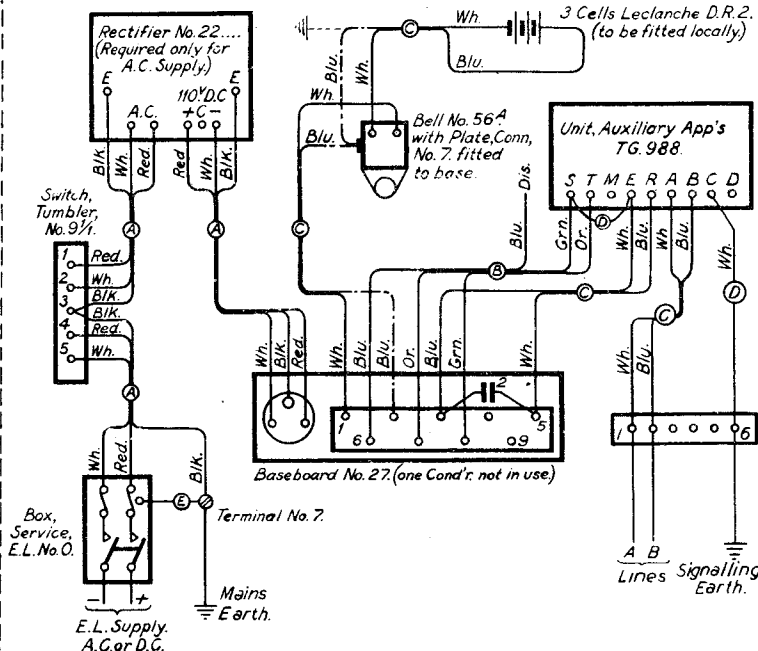 Rectifier No. 22....
(Required only for
A.C. Supply.)
E
E
A.C.
110V D.C
+ C -
Blk.
Wh.
Red.
Red
Wh.
Blk.
Wh.
3 Cells Leclanche D.R. 2.
(to be fitted locally.)
C
Blu.
Blu.
Wh.
Wh.
Blu.
Bell No. 56A
with Plate, Conn,
No. 7. fitted
to base.
Unit, Auxiliary App's
TG. 988.
S T M E R A B C D
D
Dis.
Blu.
Grn.
Or.
Wh.
Blu.
Wh
Blu.
Wh.
Switch,
Tumbler,
No. 9 1/1.
1
2
3
4
5
Red.
Wh.
Blk.
Blk.
Red.
Wh.
A
A
C
B
C
C
D
A
Wh.
Blk.
Red.
Wh.
Blu.
Blu.
Or.
Blu.
Grn.
Wh.
Wh.
Blu.
1
2
5
6
9
1
6
Baseboard No. 27. (one Cond'r. not in use.)
Wh.
Red.
Blk.
E
Terminal No. 7.
Box,
Service,
E.L. No. 0.
- +
E.L. Supply.
A.C. or D.C.
Mains
Earth.
A B
Lines
Signalling
Earth.